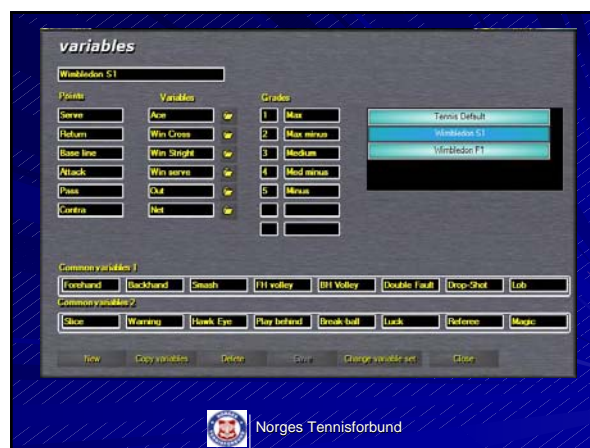 variables
Wimbledon S1
Points Variables Grades
Serve Ace 1 Max
Return Win Cross 2 Max minus
Base line Win Stright 3 Medium
Attack Win serve 4 Med minus
Pass Out 5 Minus
Contra Net
Tennis Default
Wimbledon S1
Wimbledon F1
Common variables 1
Forehand Backhand Smash FH volley BH Volley Double Fault Drop-Shot Lob
Common variables 2
Slice Warning Hawk Eye Play behind Break-ball Luck Referee Magic
New Copy variables Delete Save Change variable set Close
Norges Tennisforbund